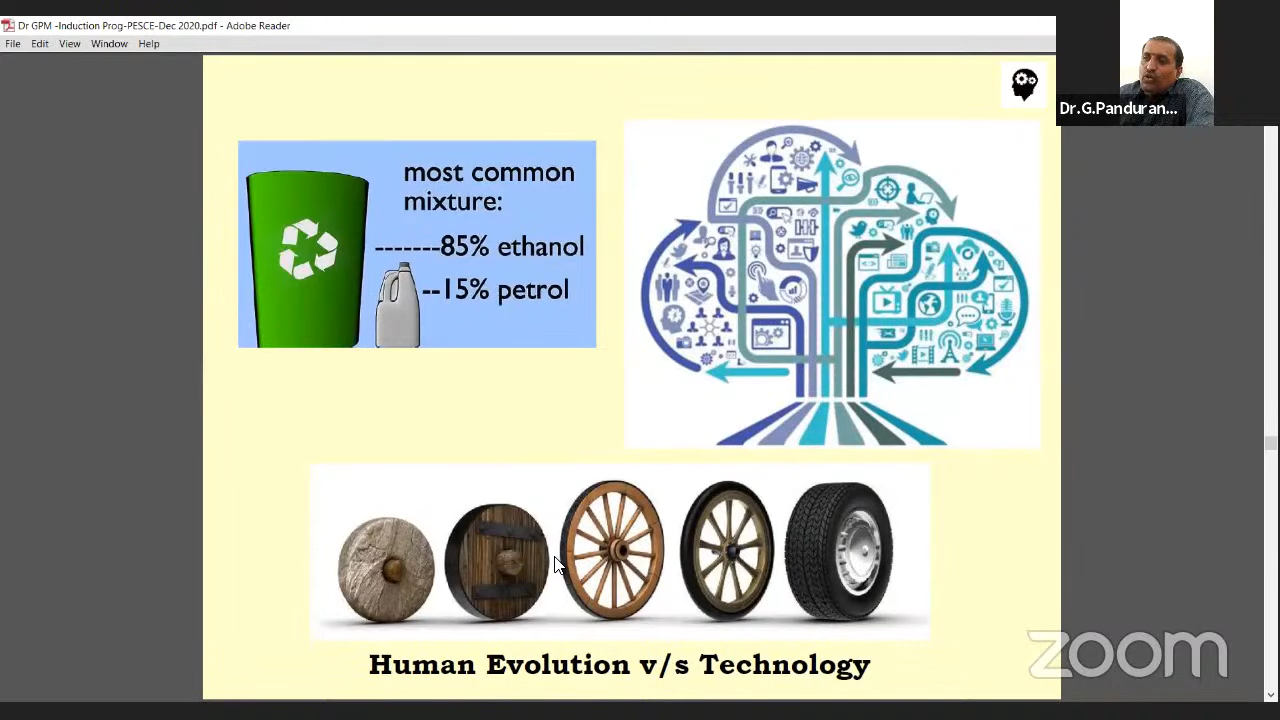 Dr GPM -Induction Prog-PESCE-Dec 2020.pdf - Adobe Reader
File Edit View Window Help
Dr.G.Panduran...
most common
mixture:
-------85% ethanol
--15% petrol
Human Evolution v/s Technology
zoom